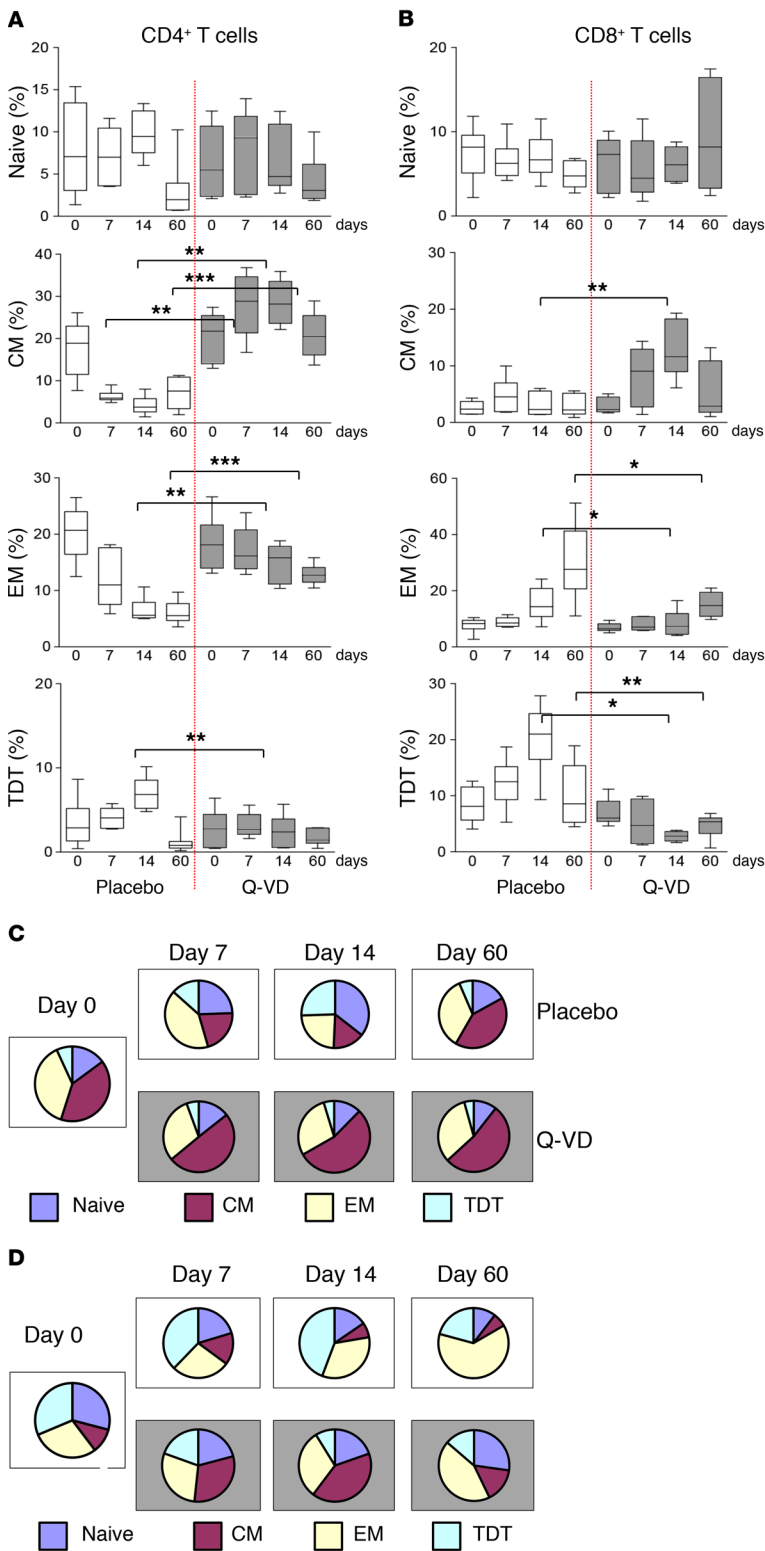 A
CD4+ T cells
Naive (%)
20
15
10
5
0
0 7 14 60 0 7 14 60 days
CM (%)
40
30
20
10
0
**
***
**
0 7 14 60 0 7 14 60 days
EM (%)
30
20
10
0
***
**
0 7 14 60 0 7 14 60 days
TDT (%)
20
10
0
**
0 7 14 60 0 7 14 60 days
Placebo Q-VD
B
CD8+ T cells
Naive (%)
20
15
10
5
0
0 7 14 60 0 7 14 60 days
CM (%)
30
20
10
0
**
0 7 14 60 0 7 14 60 days
EM (%)
60
40
20
0
*
*
0 7 14 60 0 7 14 60 days
TDT (%)
30
20
10
0
**
*
0 7 14 60 0 7 14 60 days
Placebo Q-VD
C
Day 7 Day 14 Day 60
Day 0
Placebo
Q-VD
Naive CM EM TDT
D
Day 7 Day 14 Day 60
Day 0
Naive CM EM TDT